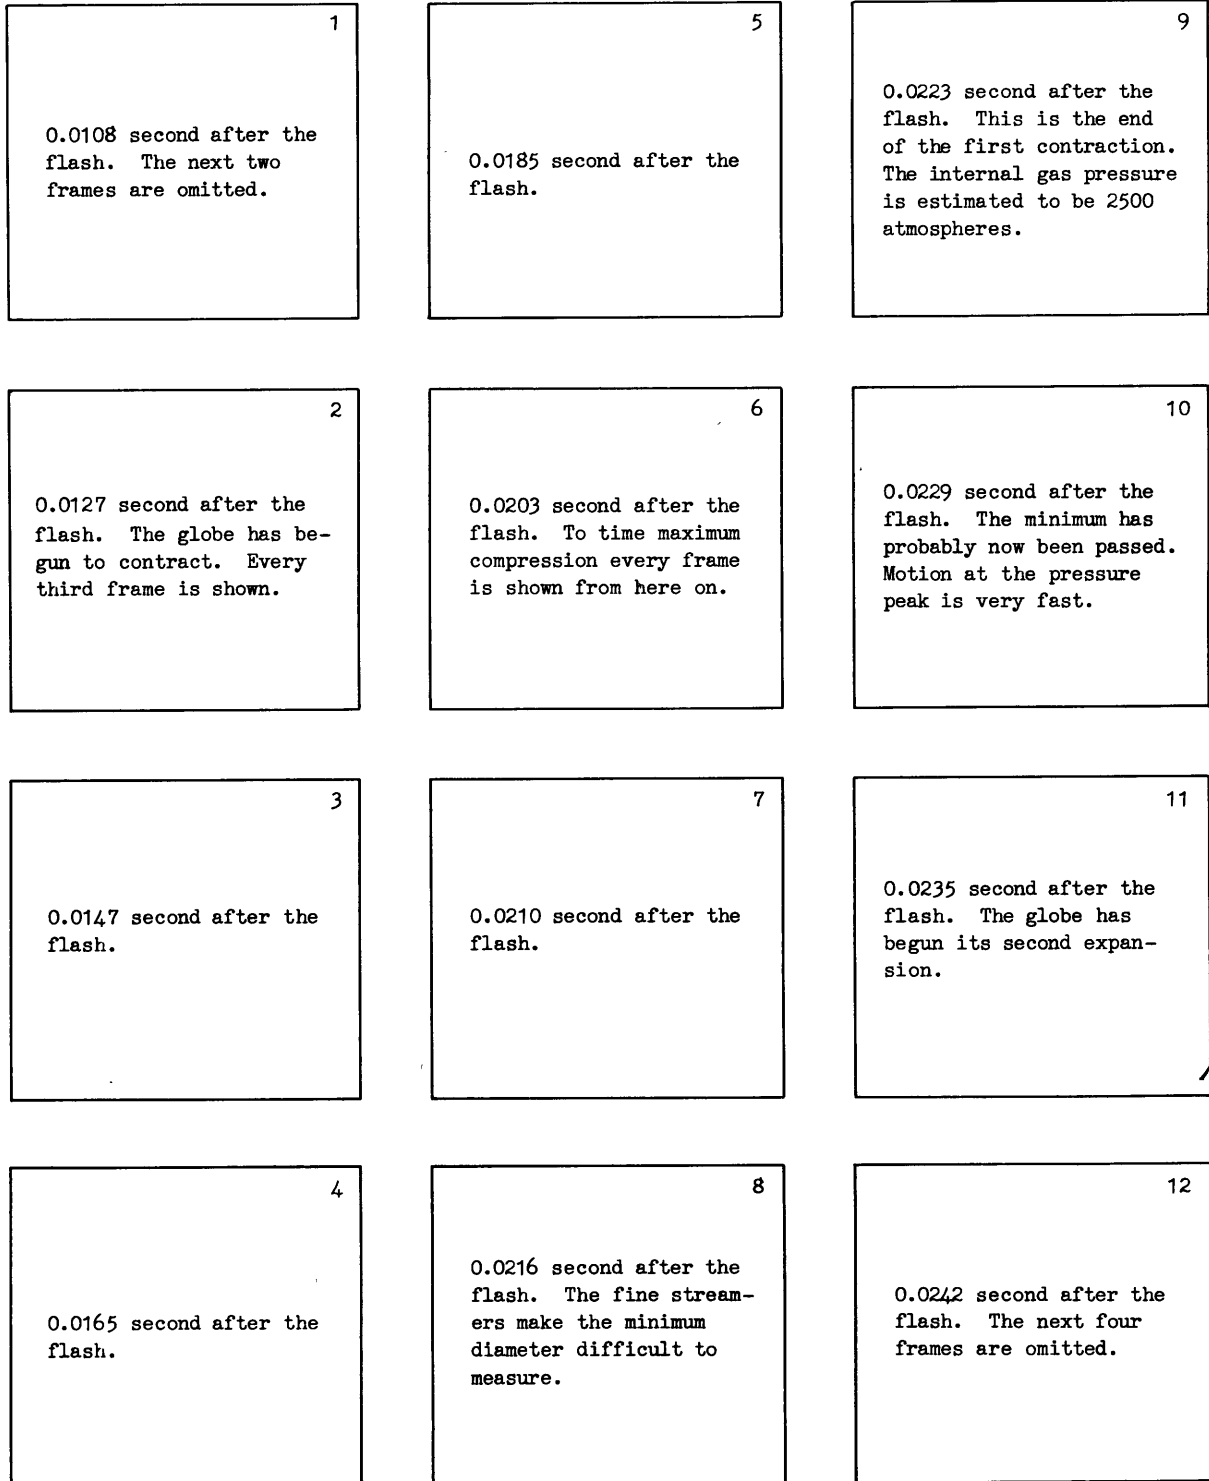 1
0.0108 second after the
flash. The next two
frames are omitted.
2
0.0127 second after the
flash. The globe has be-
gun to contract. Every
third frame is shown.
3
0.0147 second after the
flash.
4
0.0165 second after the
flash.
5
0.0185 second after the
flash.
6
0.0203 second after the
flash. To time maximum
compression every frame
is shown from here on.
7
0.0210 second after the
flash.
8
0.0216 second after the
flash. The fine stream-
ers make the minimum
diameter difficult to
measure.
9
0.0223 second after the
flash. This is the end
of the first contraction.
The internal gas pressure
is estimated to be 2500
atmospheres.
10
0.0229 second after the
flash. The minimum has
probably now been passed.
Motion at the pressure
peak is very fast.
11
0.0235 second after the
flash. The globe has
begun its second expan-
sion.
12
0.0242 second after the
flash. The next four
frames are omitted.